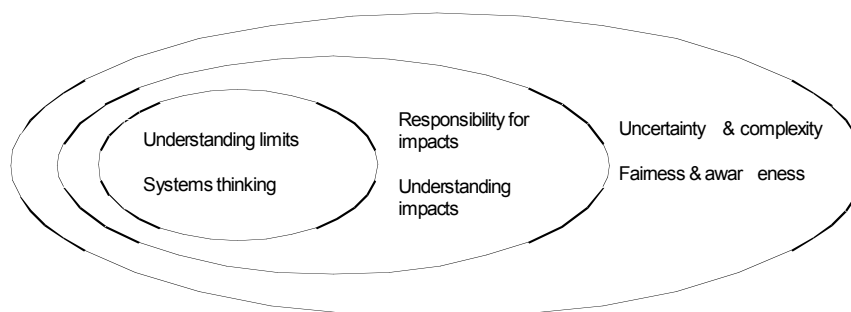 Understanding limits
Systems thinking
Responsibility for
impacts
Understanding
impacts
Uncertainty & complexity
Fairness & awar eness